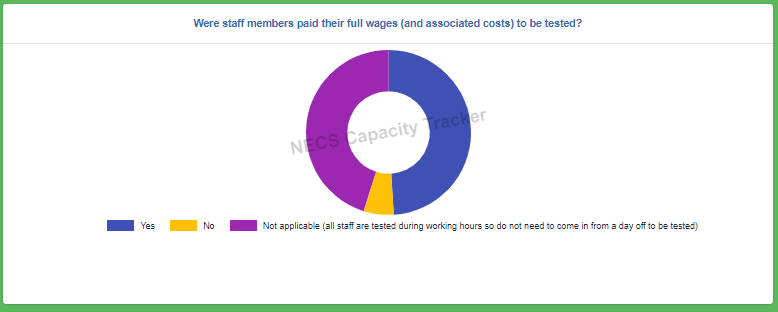 Were staff members paid their full wages (and associated costs) to be tested?
NECS Capacity Tracker
Yes
No
Not applicable (all staff are tested during working hours so do not need to come in from a day off to be tested)